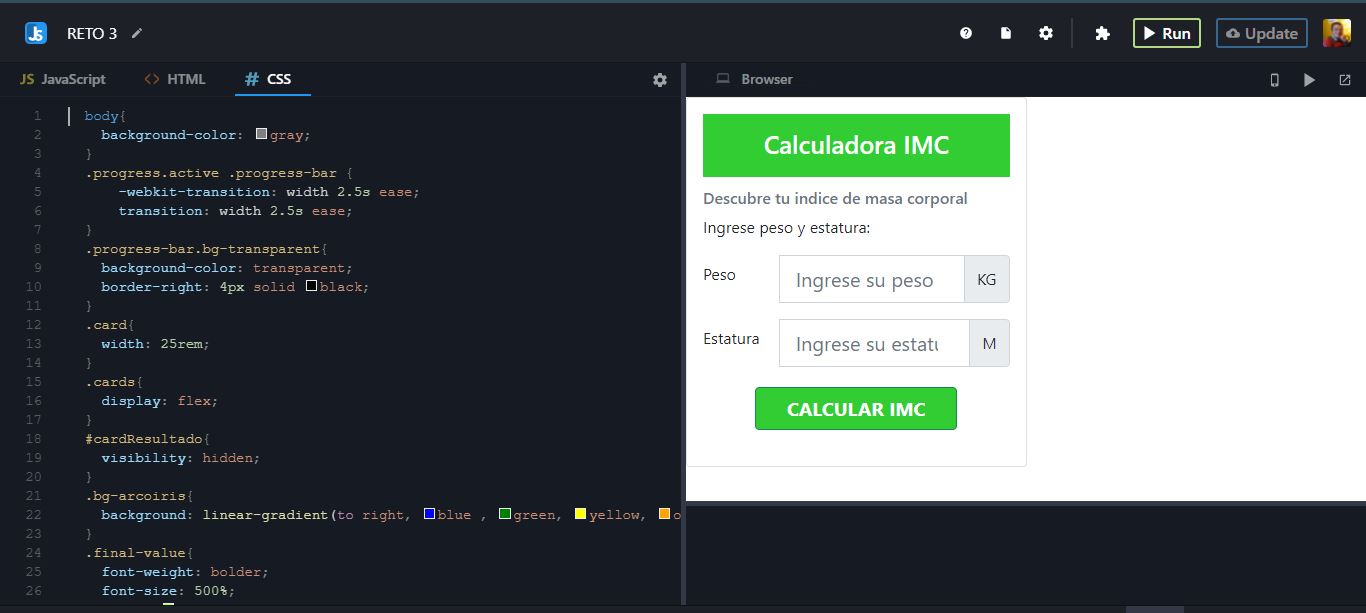 JS RETO 3 Run Update
JS JavaScript <> HTML # CSS Browser
1 body{
2 background-color: gray;
3 }
4 .progress.active .progress-bar {
5 -webkit-transition: width 2.5s ease;
6 transition: width 2.5s ease;
7 }
8 .progress-bar.bg-transparent{
9 background-color: transparent;
10 border-right: 4px solid black;
11 }
12 .card{
13 width: 25rem;
14 }
15 .cards{
16 display: flex;
17 }
18 #cardResultado{
19 visibility: hidden;
20 }
21 .bg-arcoiris{
22 background: linear-gradient(to right, blue , green, yellow, o
23 }
24 .final-value{
25 font-weight: bolder;
26 font-size: 500%;
Calculadora IMC
Descubre tu indice de masa corporal
Ingrese peso y estatura:
Peso Ingrese su peso KG
Estatura Ingrese su estatu M
CALCULAR IMC